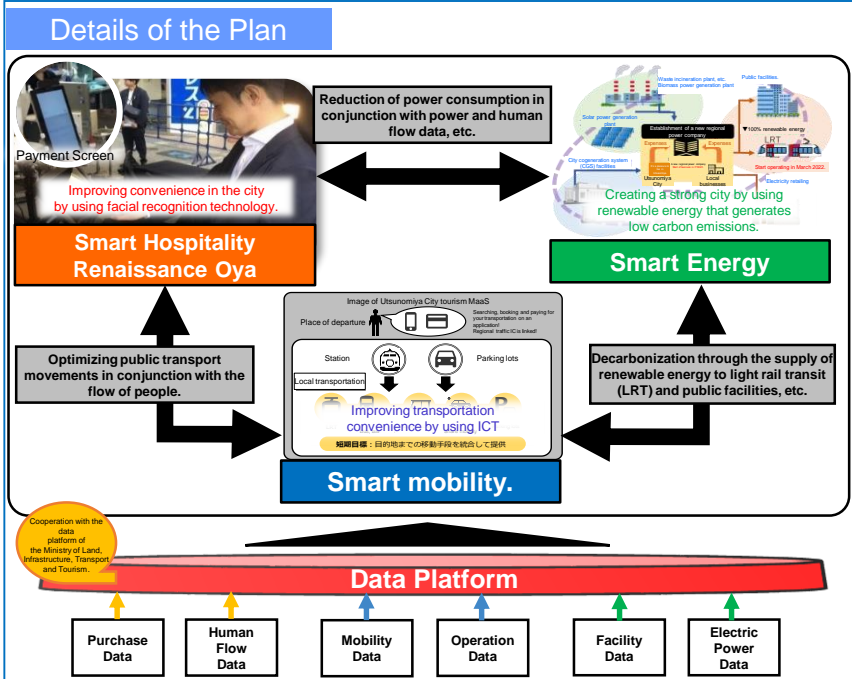 Details of the Plan
Payment Screen
Improving convenience in the city
by using facial recognition technology.
Smart Hospitality
Renaissance Oya
Reduction of power consumption in
conjunction with power and human
flow data, etc.
Waste incineration plant, etc.
Biomass power generation plant
Public facilities.
Solar power generation
plant
Establishment of a new regional
power company
▼100% renewable energy
LRT
Expenses
Expenses
Start operating in March 2022.
City cogeneration system
(CGS) facilities
Utsunomiya
City
Local
businesses
Electricity retailing
Creating a strong city by using
renewable energy that generates
low carbon emissions.
Smart Energy
Image of Utsunomiya City tourism MaaS
Place of departure
Searching, booking and paying for
your transportation on an
application!
Regional traffic IC is linked!
Station
Parking lots
Local transportation
Improving transportation
convenience by using ICT
短期目標：目的地までの移動手段を統合して提供
Smart mobility.
Optimizing public transport
movements in conjunction with the
flow of people.
Decarbonization through the supply of
renewable energy to light rail transit
(LRT) and public facilities, etc.
Cooperation with the
data
platform of
the Ministry of Land,
Infrastructure, Transport
and Tourism.
Data Platform
Purchase
Data
Human
Flow
Data
Mobility
Data
Operation
Data
Facility
Data
Electric
Power
Data